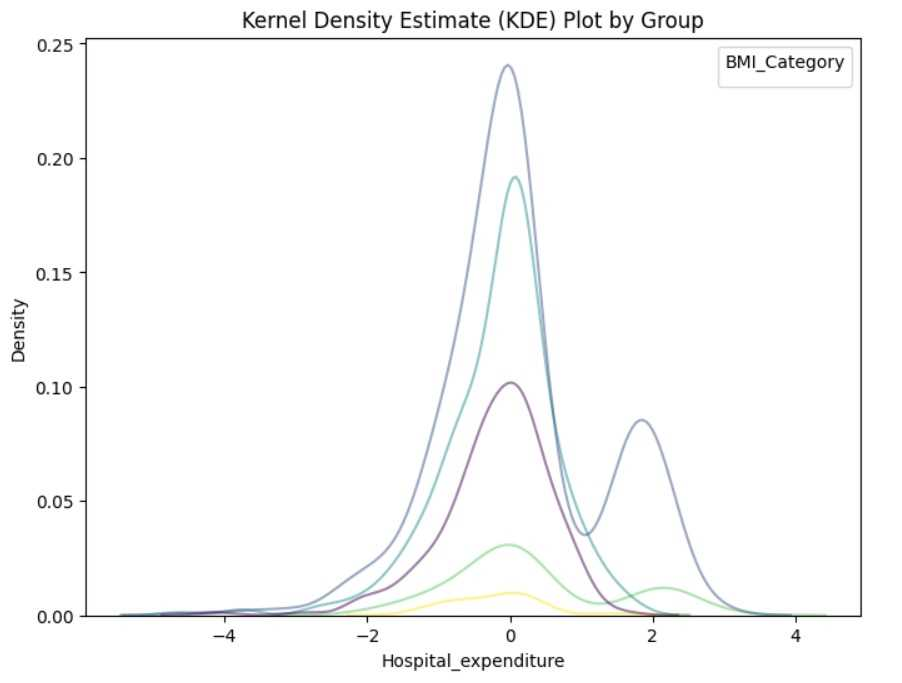 Kernel Density Estimate (KDE) Plot by Group
BMI_Category
0.25
0.20
0.15
0.10
0.05
0.00
Density
−4
−2
0
2
4
Hospital_expenditure